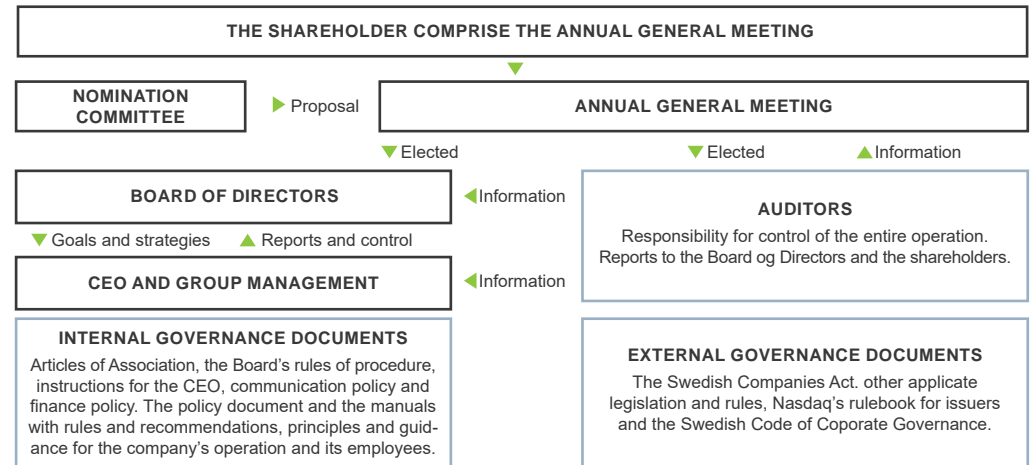 THE SHAREHOLDER COMPRISE THE ANNUAL GENERAL MEETING
NOMINATION
COMMITTEE
Proposal
ANNUAL GENERAL MEETING
Elected
Elected
Information
BOARD OF DIRECTORS
Information
AUDITORS
Responsibility for control of the entire operation.
Reports to the Board og Directors and the shareholders.
Goals and strategies
Reports and control
CEO AND GROUP MANAGEMENT
Information
INTERNAL GOVERNANCE DOCUMENTS
Articles of Association, the Board’s rules of procedure,
instructions for the CEO, communication policy and
finance policy. The policy document and the manuals
with rules and recommendations, principles and guid-
ance for the company’s operation and its employees.
EXTERNAL GOVERNANCE DOCUMENTS
The Swedish Companies Act. other applicate
legislation and rules, Nasdaq’s rulebook for issuers
and the Swedish Code of Coporate Governance.